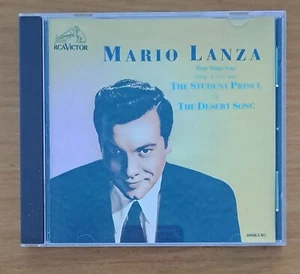 RCA VICTOR
MARIO LANZA
THE STUDENT PRINCE
THE DESERT SONG